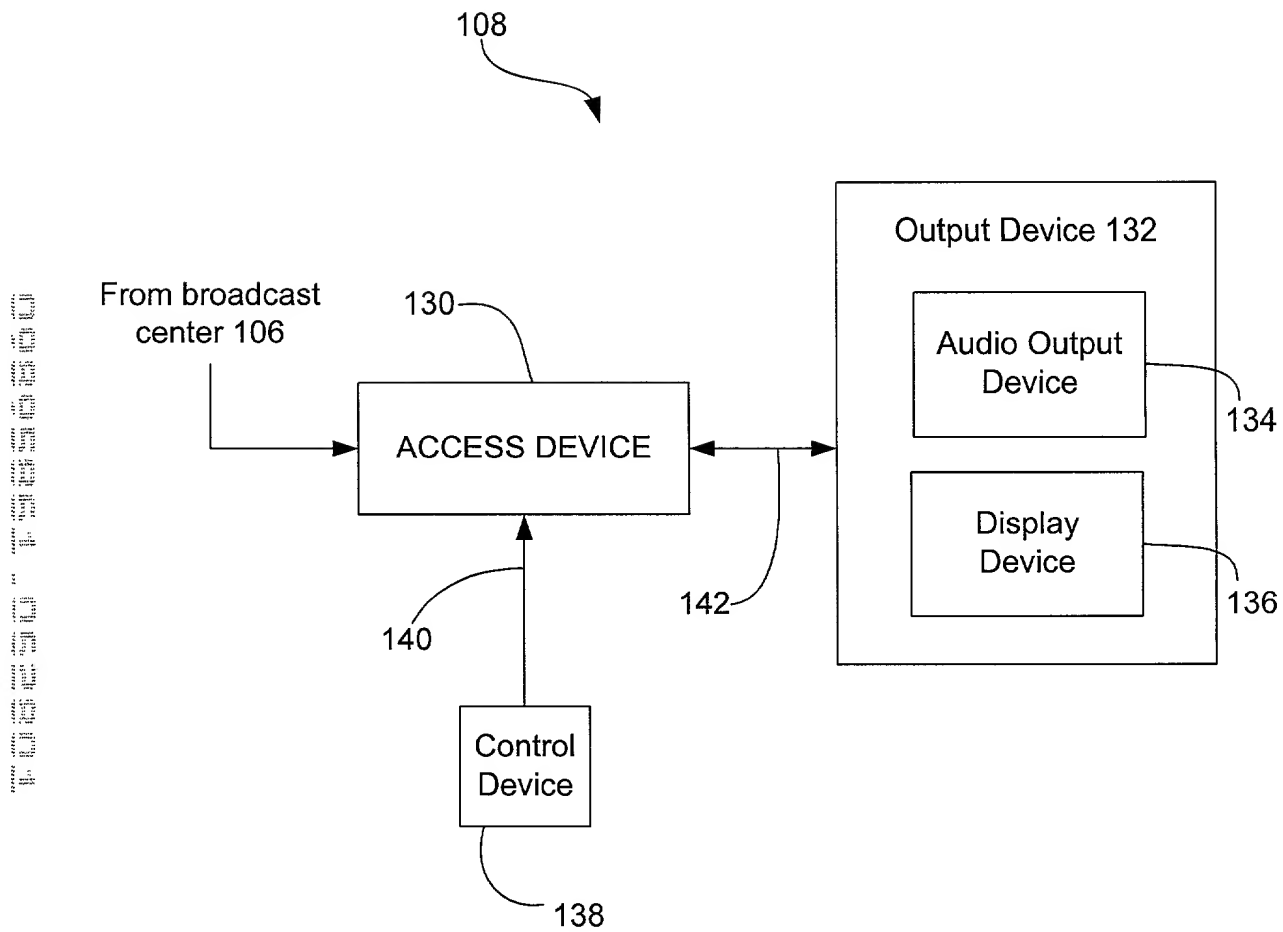 108
Output Device 132
From broadcast
center 106
130
Audio Output
Device
134
ACCESS DEVICE
Display
Device
136
142
140
Control
Device
138